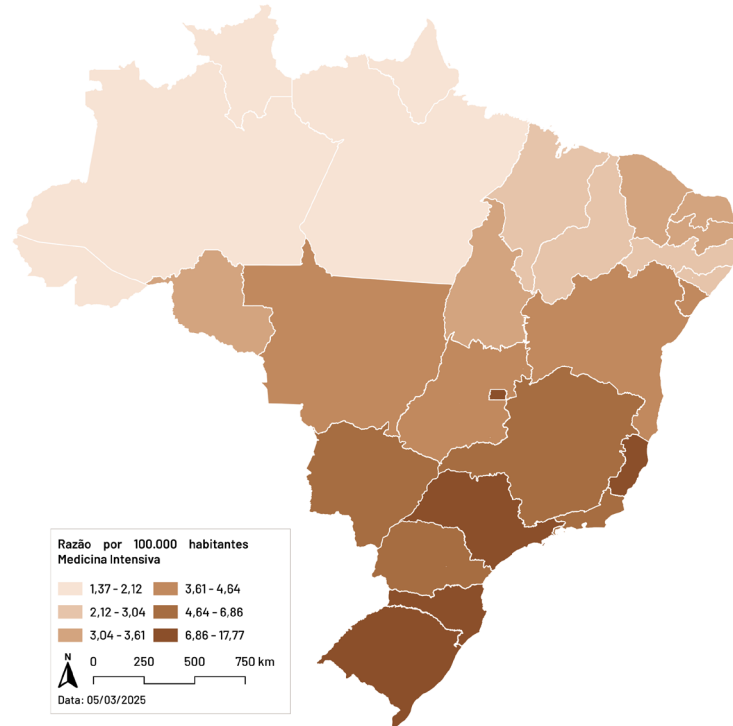 Razão por 100.000 habitantes
Medicina Intensiva
1,37 - 2,12
3,61 - 4,64
2,12 - 3,04
4,64 - 6,86
3,04 - 3,61
6,86 - 17,77
N
0 250 500 750 km
Data: 05/03/2025